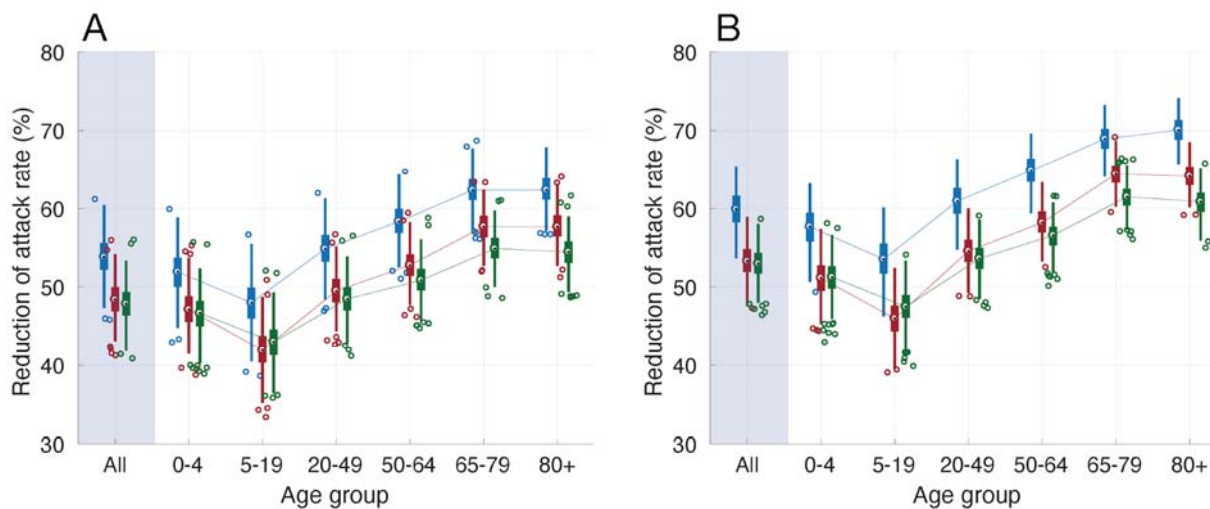 A
Reduction of attack rate (%)
80
70
60
50
40
30
All 0-4 5-19 20-49 50-64 65-79 80+
Age group
B
Reduction of attack rate (%)
80
70
60
50
40
30
All 0-4 5-19 20-49 50-64 65-79 80+
Age group